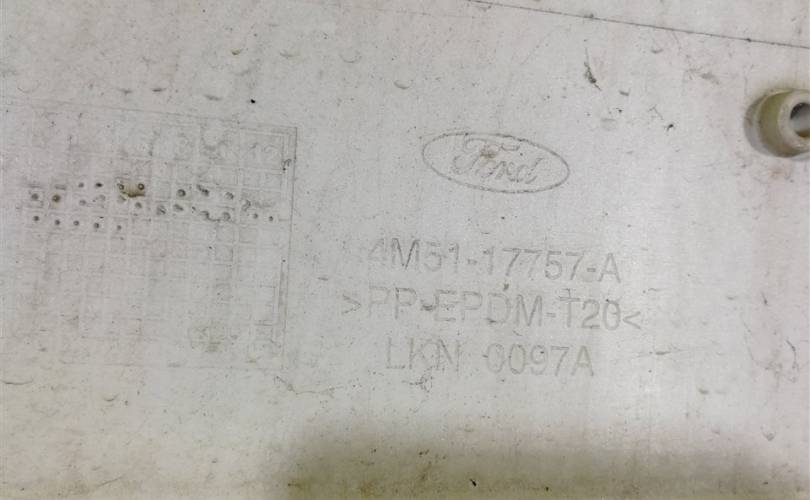 Ford
4M51-17757-A
>PP-EPDM-T20<
LKN 0097A